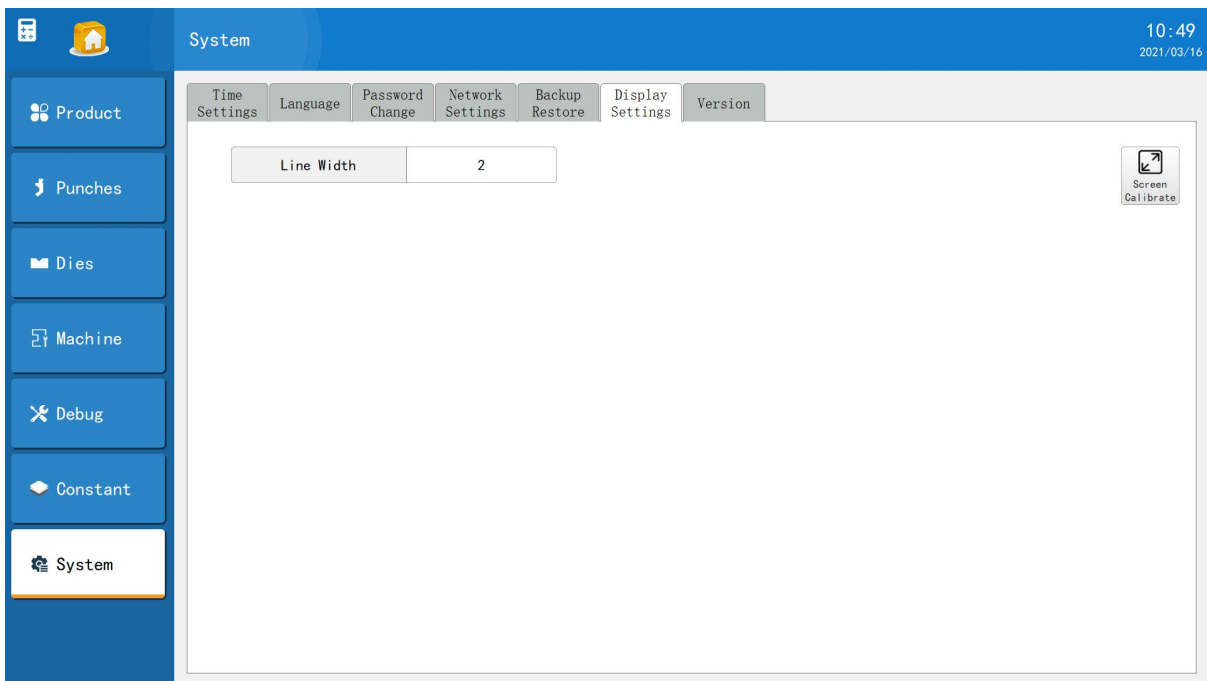 System
10:49
2021/03/16
Product
Punches
Dies
Machine
Debug
Constant
System
Time
Settings
Language
Password
Change
Network
Settings
Backup
Restore
Display
Settings
Version
Line Width
2
Screen
Calibrate